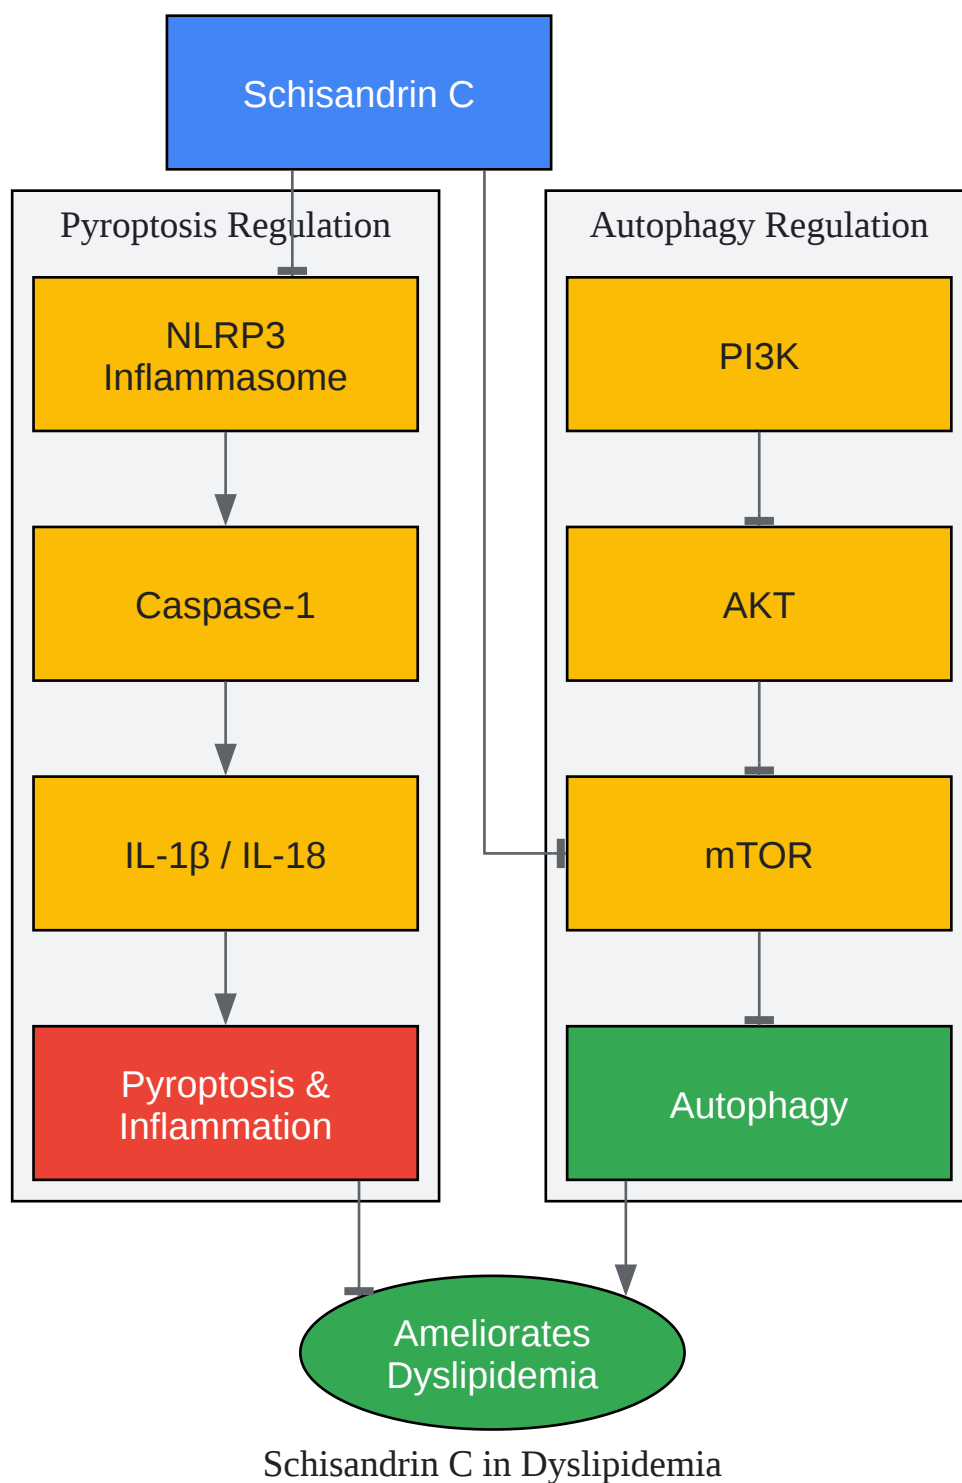 Schisandrin C
Pyroptosis Regulation
NLRP3
Inflammasome
Caspase-1
IL-1β / IL-18
Pyroptosis &
Inflammation
Autophagy Regulation
PI3K
AKT
mTOR
Autophagy
Ameliorates
Dyslipidemia
Schisandrin C in Dyslipidemia